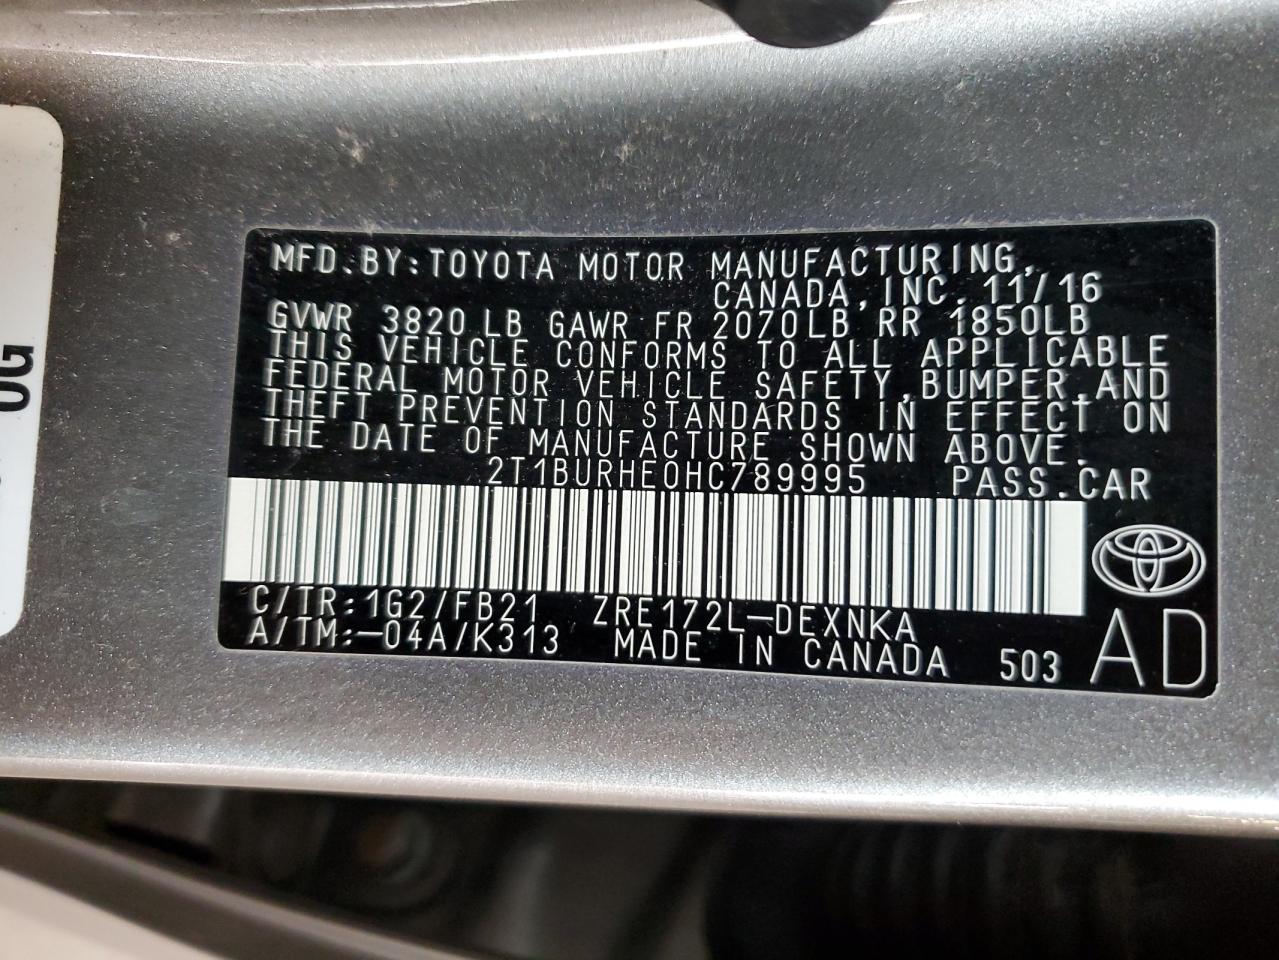 MFD.BY:TOYOTA MOTOR MANUFACTURING,
CANADA,INC. 11/16
GVWR 3820 LB GAWR FR 2070LB RR 1850LB
THIS VEHICLE CONFORMS TO ALL APPLICABLE
FEDERAL MOTOR VEHICLE SAFETY,BUMPER,AND
THEFT PREVENTION STANDARDS IN EFFECT ON
THE DATE OF MANUFACTURE SHOWN ABOVE.
2T1BURHE0HC789995 PASS.CAR
C/TR:1G2/FB21 ZRE172L-DEXNKA
A/TM:-04A/K313 MADE IN CANADA 503 AD
0G